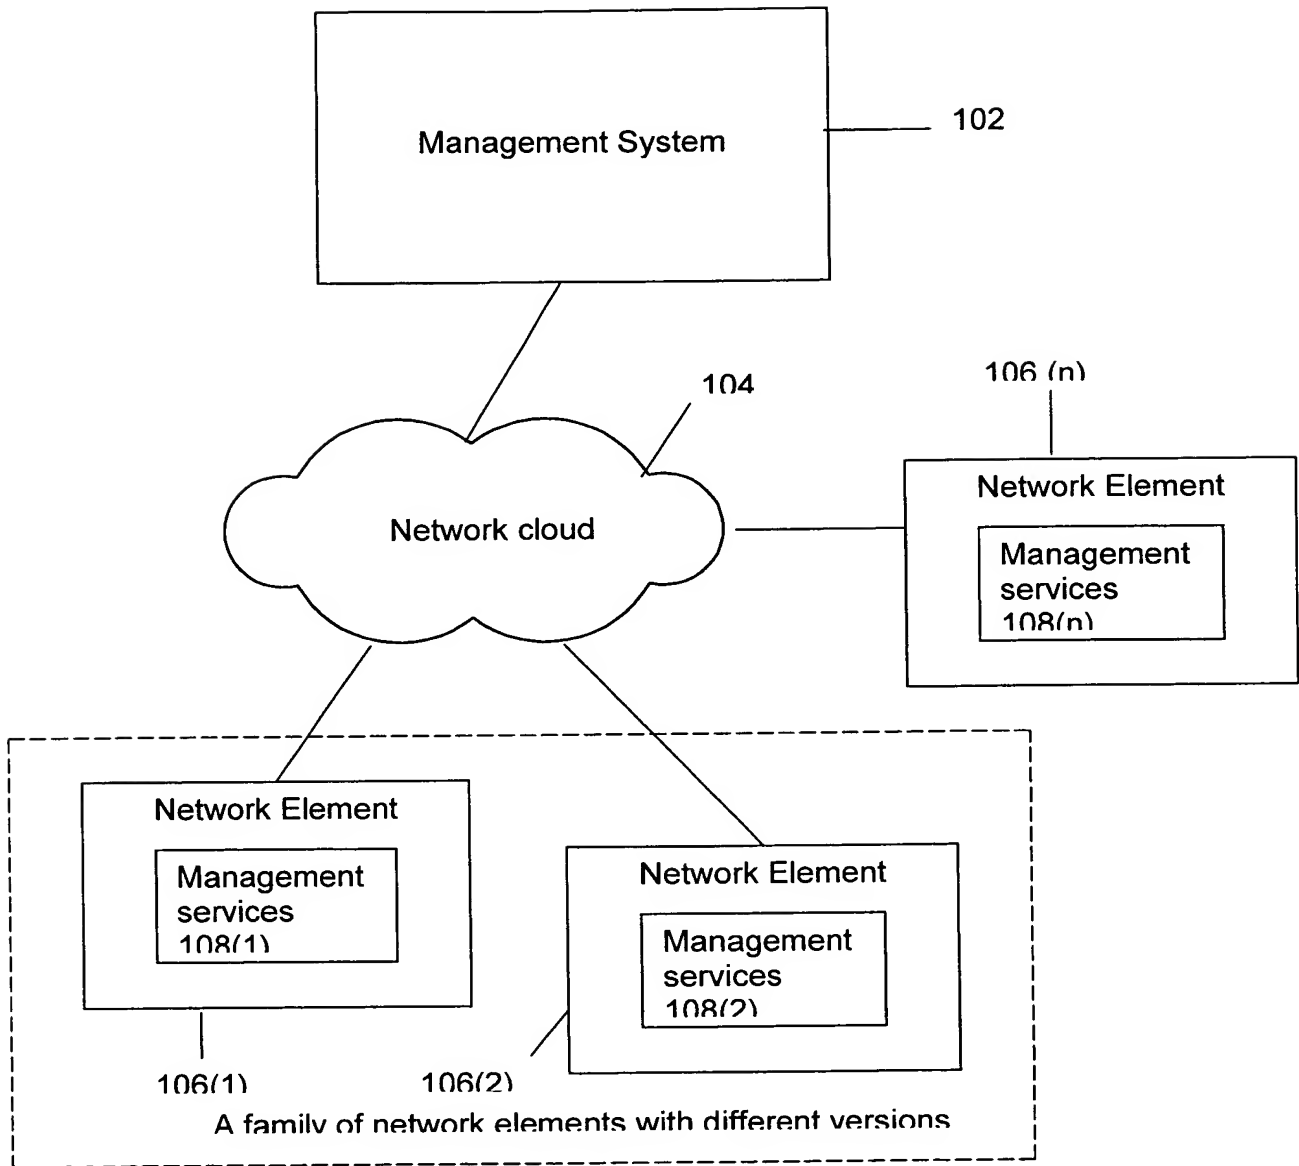 Management System
102
104
106 (n)
Network Element
Network cloud
Management
services
108(n)
Network Element
Management
services
108(1)
Network Element
Management
services
108(2)
106(1)
106(2)
A family of network elements with different versions